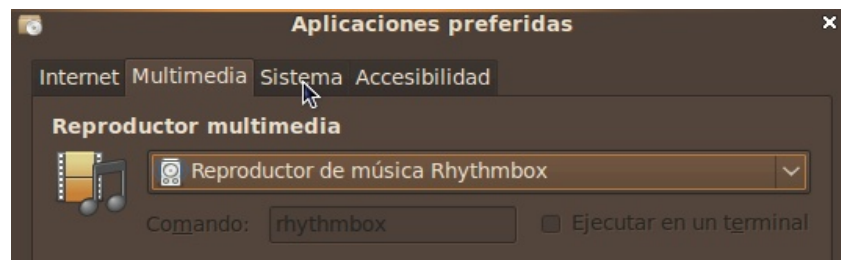 Aplicaciones preferidas
Internet Multimedia Sistema Accesibilidad
Reproductor multimedia
Reproductor de música Rhythmbox
Comando: rhythmbox Ejecutar en un terminal